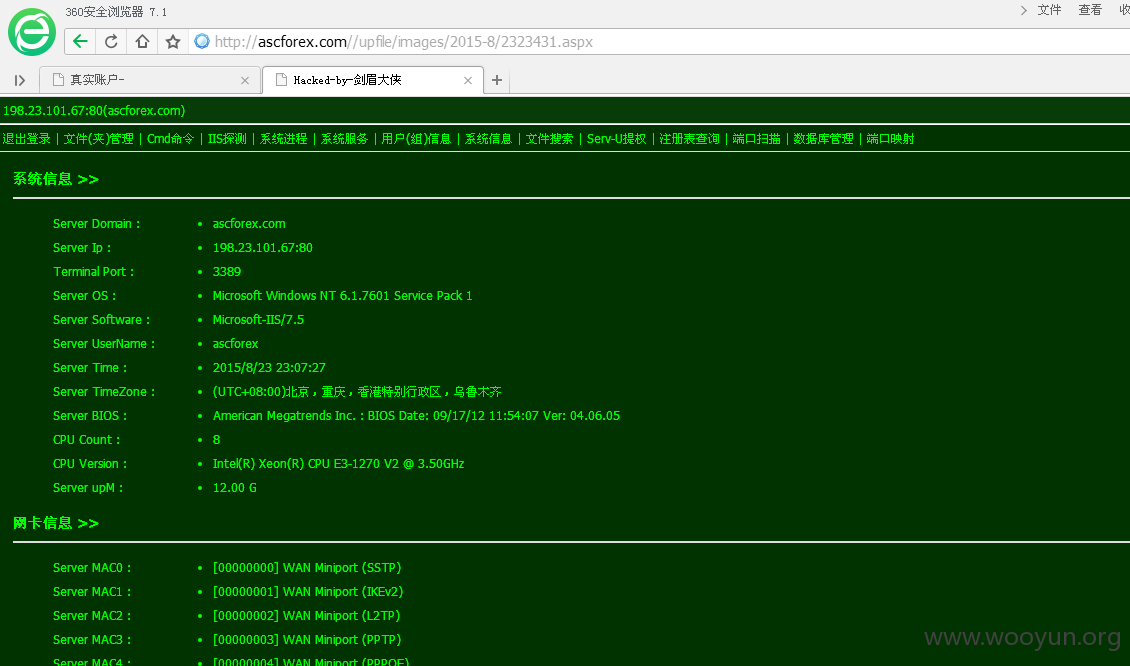 360安全浏览器 7.1
文件 查看 收
http://ascforex.com//upfile/images/2015-8/2323431.aspx
真实账户-
Hacked-by-剑眉大侠
198.23.101.67:80(ascforex.com)
退出登录 | 文件(夹)管理 | Cmd命令 | IIS探测 | 系统进程 | 系统服务 | 用户(组)信息 | 系统信息 | 文件搜索 | Serv-U提权 | 注册表查询 | 端口扫描 | 数据库管理 | 端口映射
系统信息 >>
Server Domain : • ascforex.com
Server Ip : • 198.23.101.67:80
Terminal Port : • 3389
Server OS : • Microsoft Windows NT 6.1.7601 Service Pack 1
Server Software : • Microsoft-IIS/7.5
Server UserName : • ascforex
Server Time : • 2015/8/23 23:07:27
Server TimeZone : • (UTC+08:00)北京，重庆，香港特别行政区，乌鲁木齐
Server BIOS : • American Megatrends Inc. : BIOS Date: 09/17/12 11:54:07 Ver: 04.06.05
CPU Count : • 8
CPU Version : • Intel(R) Xeon(R) CPU E3-1270 V2 @ 3.50GHz
Server upM : • 12.00 G
网卡信息 >>
Server MAC0 : • [00000000] WAN Miniport (SSTP)
Server MAC1 : • [00000001] WAN Miniport (IKEv2)
Server MAC2 : • [00000002] WAN Miniport (L2TP)
Server MAC3 : • [00000003] WAN Miniport (PPTP)
Server MAC4 : • [00000004] WAN Miniport (PPPOE)
www.wooyun.org